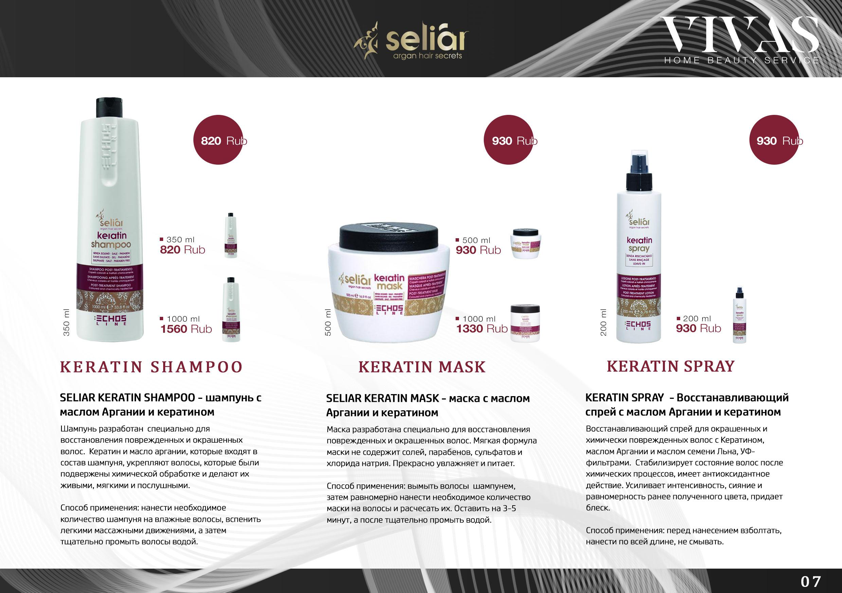 seliár
argan hair secrets
VIVAS
HOME BEAUTY SERVICE
820 Rub
930 Rub
930 Rub
seliár
keratin
shampoo
350 ml
820 Rub
1000 ml
1560 Rub
350 ml
ECHOS
LINE
seliár
keratin
mask
500 ml
930 Rub
1000 ml
1330 Rub
500 ml
ECHOS
LINE
seliár
keratin
spray
200 ml
930 Rub
200 ml
ECHOS
LINE
KERATIN SHAMPOO
SELIAR KERATIN SHAMPOO – шампунь с
маслом Аргании и кератином
Шампунь разработан специально для
восстановления поврежденных и окрашенных
волос. Кератин и масло аргании, которые входят в
состав шампуня, укрепляют волосы, которые были
подвержены химической обработке и делают их
живыми, мягкими и послушными.
Способ применения: нанести необходимое
количество шампуня на влажные волосы, вспенить
легкими массажными движениями, а затем
тщательно промыть волосы водой.
KERATIN MASK
SELIAR KERATIN MASK – маска с маслом
Аргании и кератином
Маска разработана специально для восстановления
поврежденных и окрашенных волос. Мягкая формула
маски не содержит солей, парабенов, сульфатов и
хлорида натрия. Прекрасно увлажняет и питает.
Способ применения: вымыть волосы шампунем,
затем равномерно нанести необходимое количество
маски на волосы и расчесать их. Оставить на 3–5
минут, а после тщательно промыть водой.
KERATIN SPRAY
KERATIN SPRAY – Восстанавливающий
спрей с маслом Аргании и кератином
Восстанавливающий спрей для окрашенных и
химически поврежденных волос с Кератином,
маслом Аргании и маслом семени Льна, УФ-
фильтрами. Стабилизирует состояние волос после
химических процессов, имеет антиоксидантное
действие. Усиливает интенсивность, сияние и
равномерность ранее полученного цвета, придает
блеск.
Способ применения: перед нанесением взболтать,
нанести по всей длине, не смывать.
07